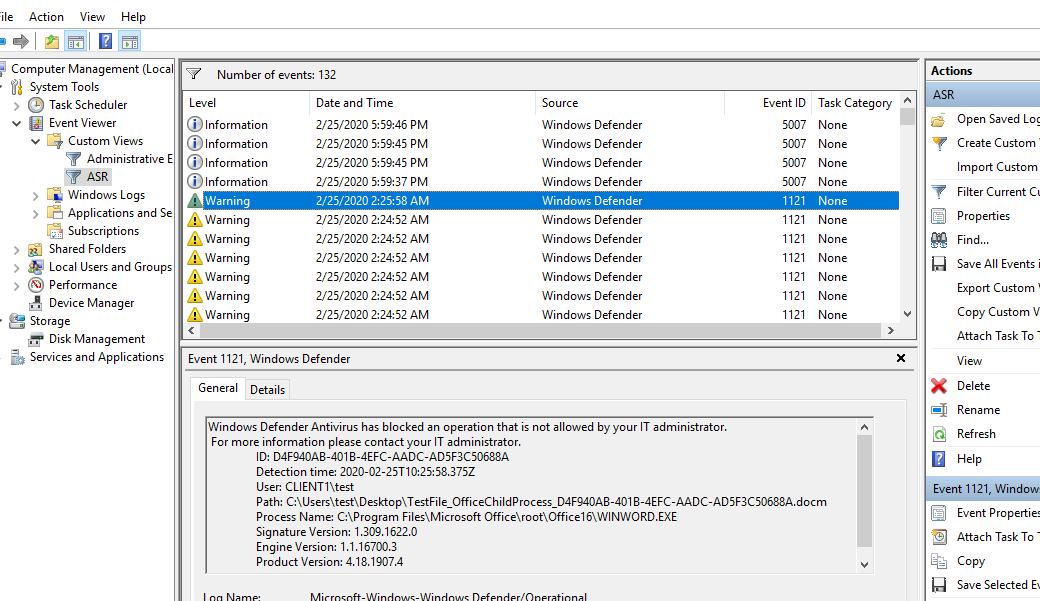 File Action View Help
Computer Management (Local
System Tools
Task Scheduler
Event Viewer
Custom Views
Administrative E
ASR
Windows Logs
Applications and Se
Subscriptions
Shared Folders
Local Users and Groups
Performance
Device Manager
Storage
Disk Management
Services and Applications
Number of events: 132
Level Date and Time Source Event ID Task Category
Information 2/25/2020 5:59:46 PM Windows Defender 5007 None
Information 2/25/2020 5:59:45 PM Windows Defender 5007 None
Information 2/25/2020 5:59:45 PM Windows Defender 5007 None
Information 2/25/2020 5:59:37 PM Windows Defender 5007 None
Warning 2/25/2020 2:25:58 AM Windows Defender 1121 None
Warning 2/25/2020 2:24:52 AM Windows Defender 1121 None
Warning 2/25/2020 2:24:52 AM Windows Defender 1121 None
Warning 2/25/2020 2:24:52 AM Windows Defender 1121 None
Warning 2/25/2020 2:24:52 AM Windows Defender 1121 None
Warning 2/25/2020 2:24:52 AM Windows Defender 1121 None
Warning 2/25/2020 2:24:52 AM Windows Defender 1121 None
Event 1121, Windows Defender
General Details
Windows Defender Antivirus has blocked an operation that is not allowed by your IT administrator.
For more information please contact your IT administrator.
ID: D4F940AB-401B-4EFC-AADC-AD5F3C50688A
Detection time: 2020-02-25T10:25:58.375Z
User: CLIENT1\test
Path: C:\Users\test\Desktop\TestFile_OfficeChildProcess_D4F940AB-401B-4EFC-AADC-AD5F3C50688A.docm
Process Name: C:\Program Files\Microsoft Office\root\Office16\WINWORD.EXE
Signature Version: 1.309.1622.0
Engine Version: 1.1.16700.3
Product Version: 4.18.1907.4
Log Name: Microsoft-Windows-Windows Defender/Operational
Actions
ASR
Open Saved Log
Create Custom
Import Custom
Filter Current Cu
Properties
Find...
Save All Events i
Export Custom V
Copy Custom V
Attach Task To T
View
Delete
Rename
Refresh
Help
Event 1121, Window
Event Properties
Attach Task To T
Copy
Save Selected Ev